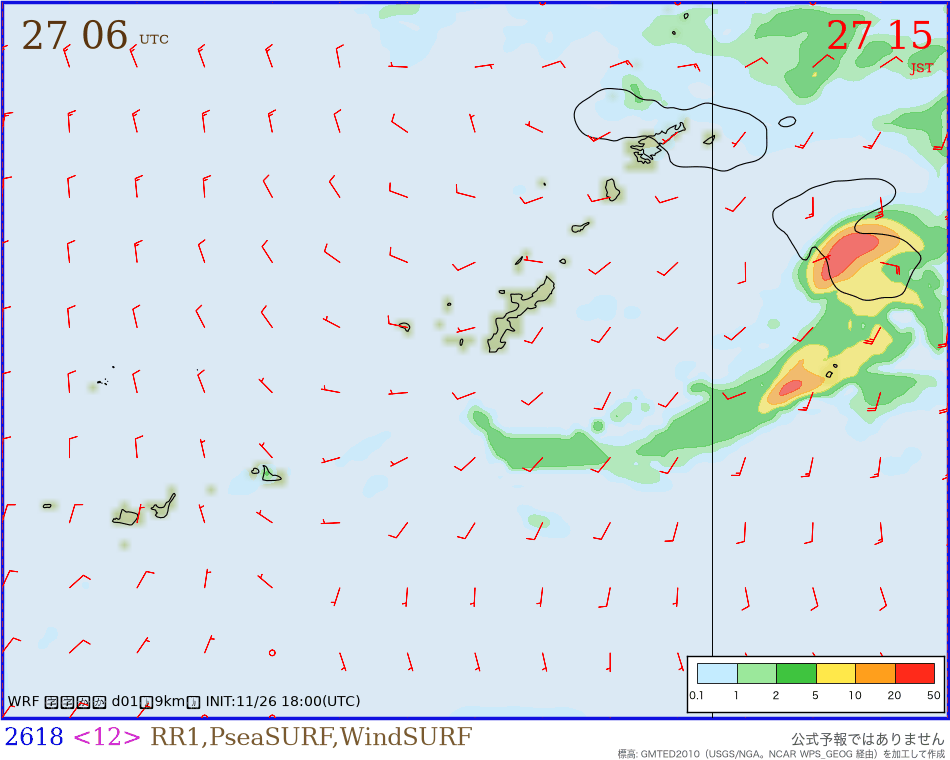 27 06 UTC
27 15
JST
0.1 1 2 5 10 20 50
WRF d01 9km INIT:11/26 18:00(UTC)
2618 <12> RR1,PseaSURF,WindSURF
公式予報ではありません
標高: GMTED2010（USGS/NGA。NCAR WPS_GEOG 経由）を加工して作成